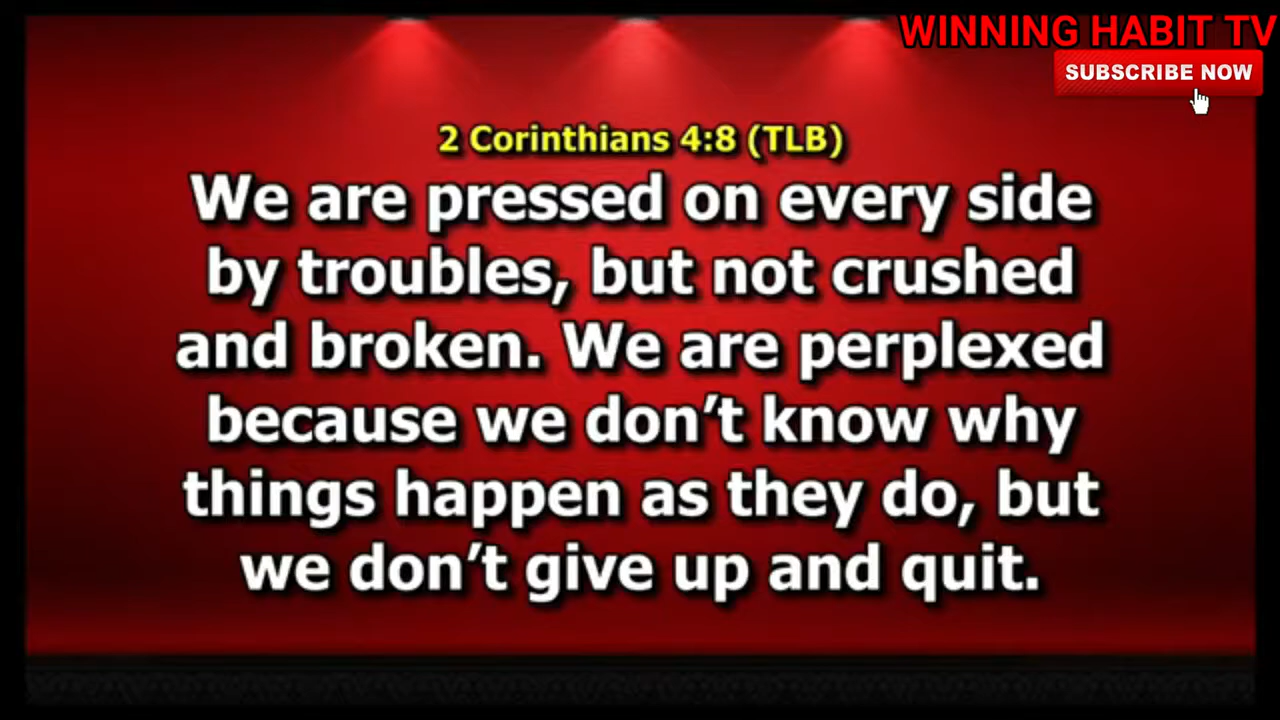 WINNING HABIT TV
SUBSCRIBE NOW
2 Corinthians 4:8 (TLB)
We are pressed on every side
by troubles, but not crushed
and broken. We are perplexed
because we don’t know why
things happen as they do, but
we don’t give up and quit.